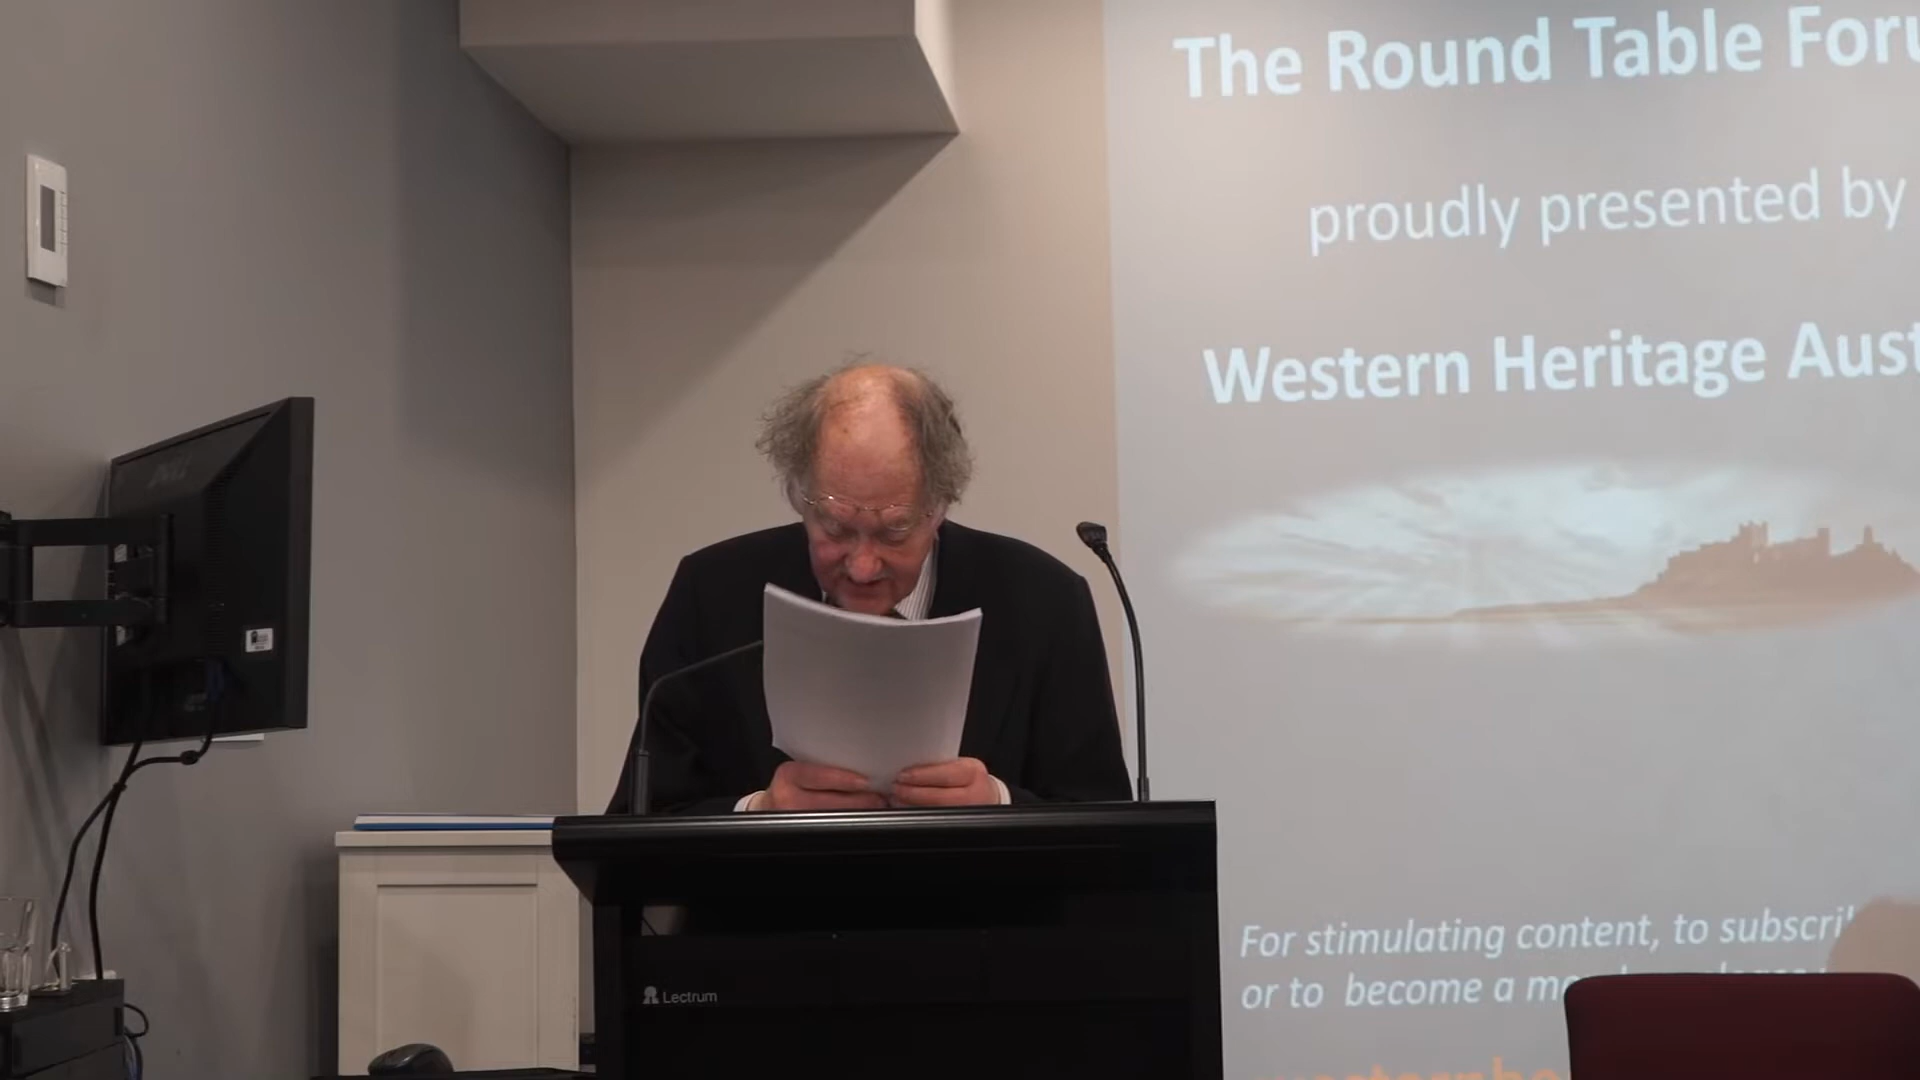 The Round Table Foru
proudly presented by
Western Heritage Aust
For stimulating content, to subscri
or to become a me
Lectrum
DELL